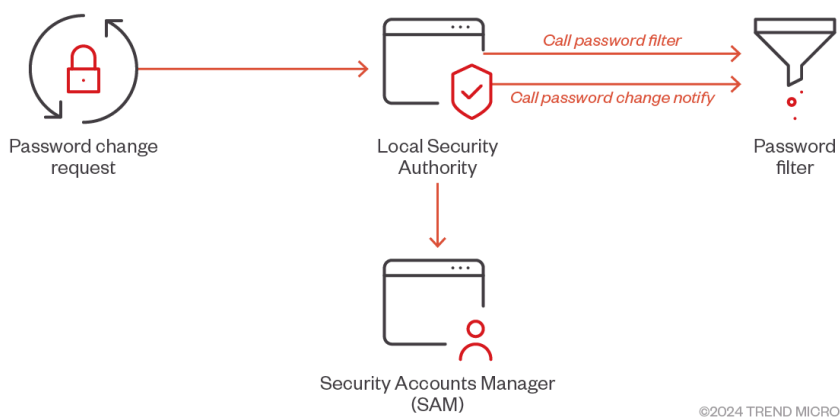 Call password filter
Call password change notify
Password change
request
Local Security
Authority
Password
filter
Security Accounts Manager
(SAM)
©2024 TREND MICRO